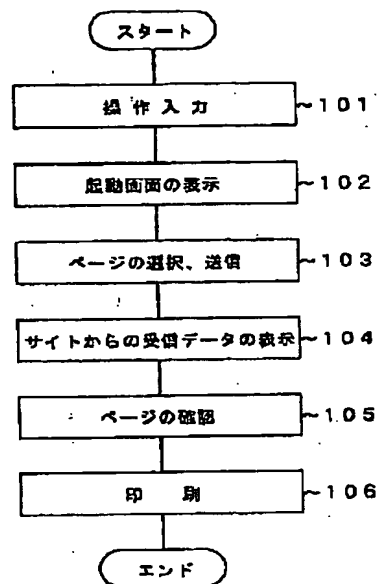 スタート
操作入力 ~101
起動画面の表示 ~102
ページの選択、送信 ~103
サイトからの受信データの表示 ~104
ページの確認 ~105
印刷 ~106
エンド